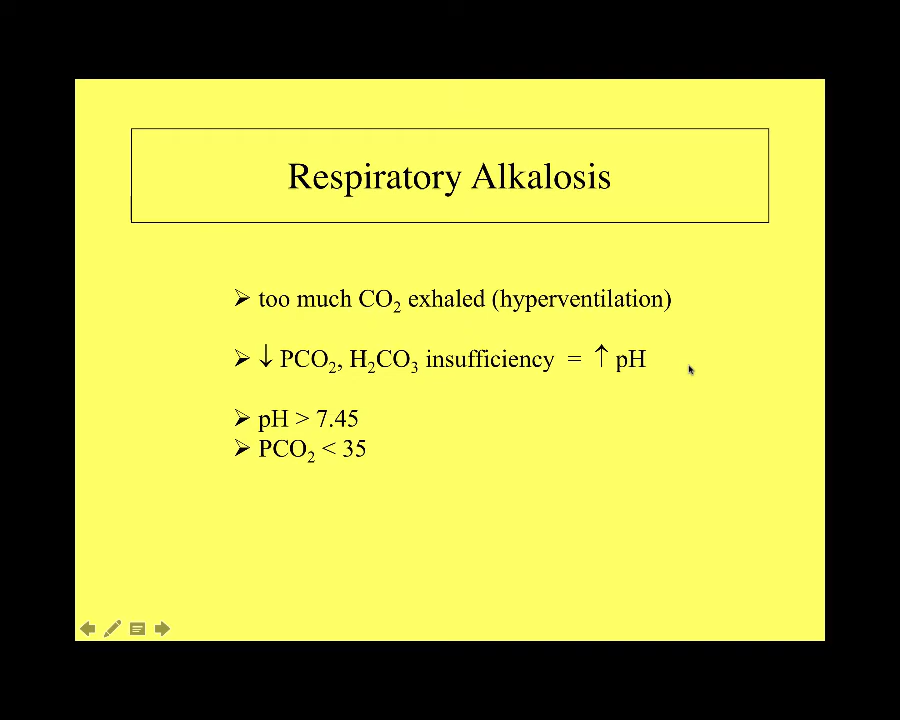 Respiratory Alkalosis
➢ too much CO₂ exhaled (hyperventilation)
➢ ↓ PCO₂, H₂CO₃ insufficiency = ↑ pH
➢ pH > 7.45
➢ PCO₂ < 35